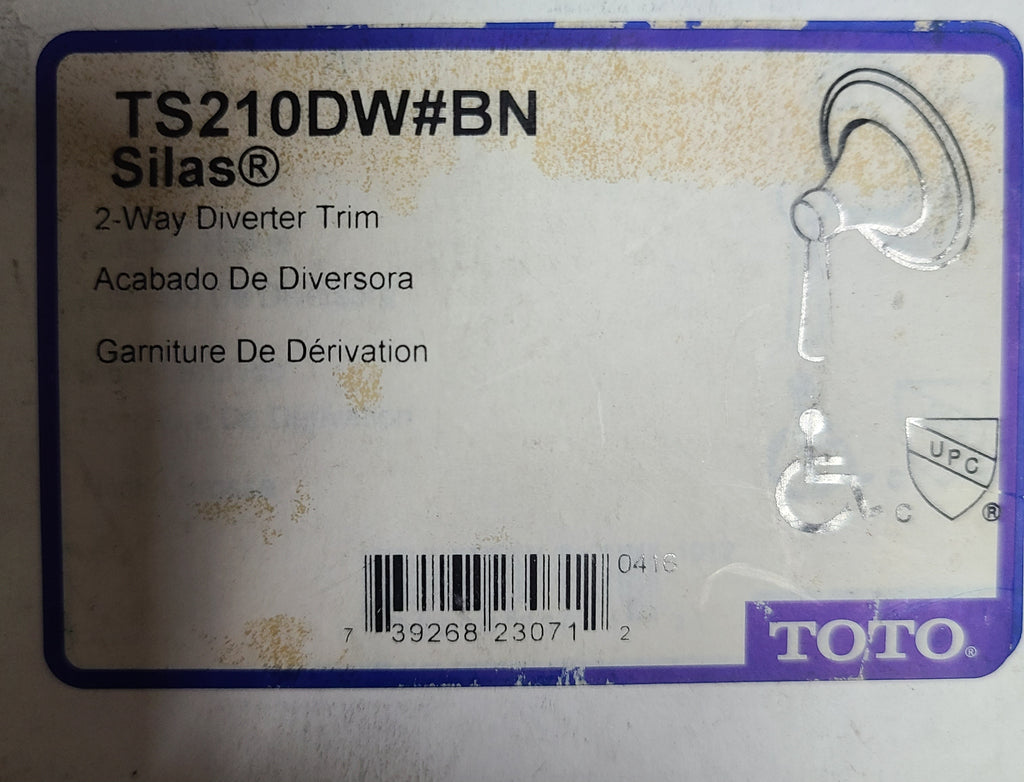 TS210DW#BN
Silas®
2-Way Diverter Trim
Acabado De Diversora
Garniture De Dérivation
UPC
C ®
0416
7 39268 23071 2
TOTO®